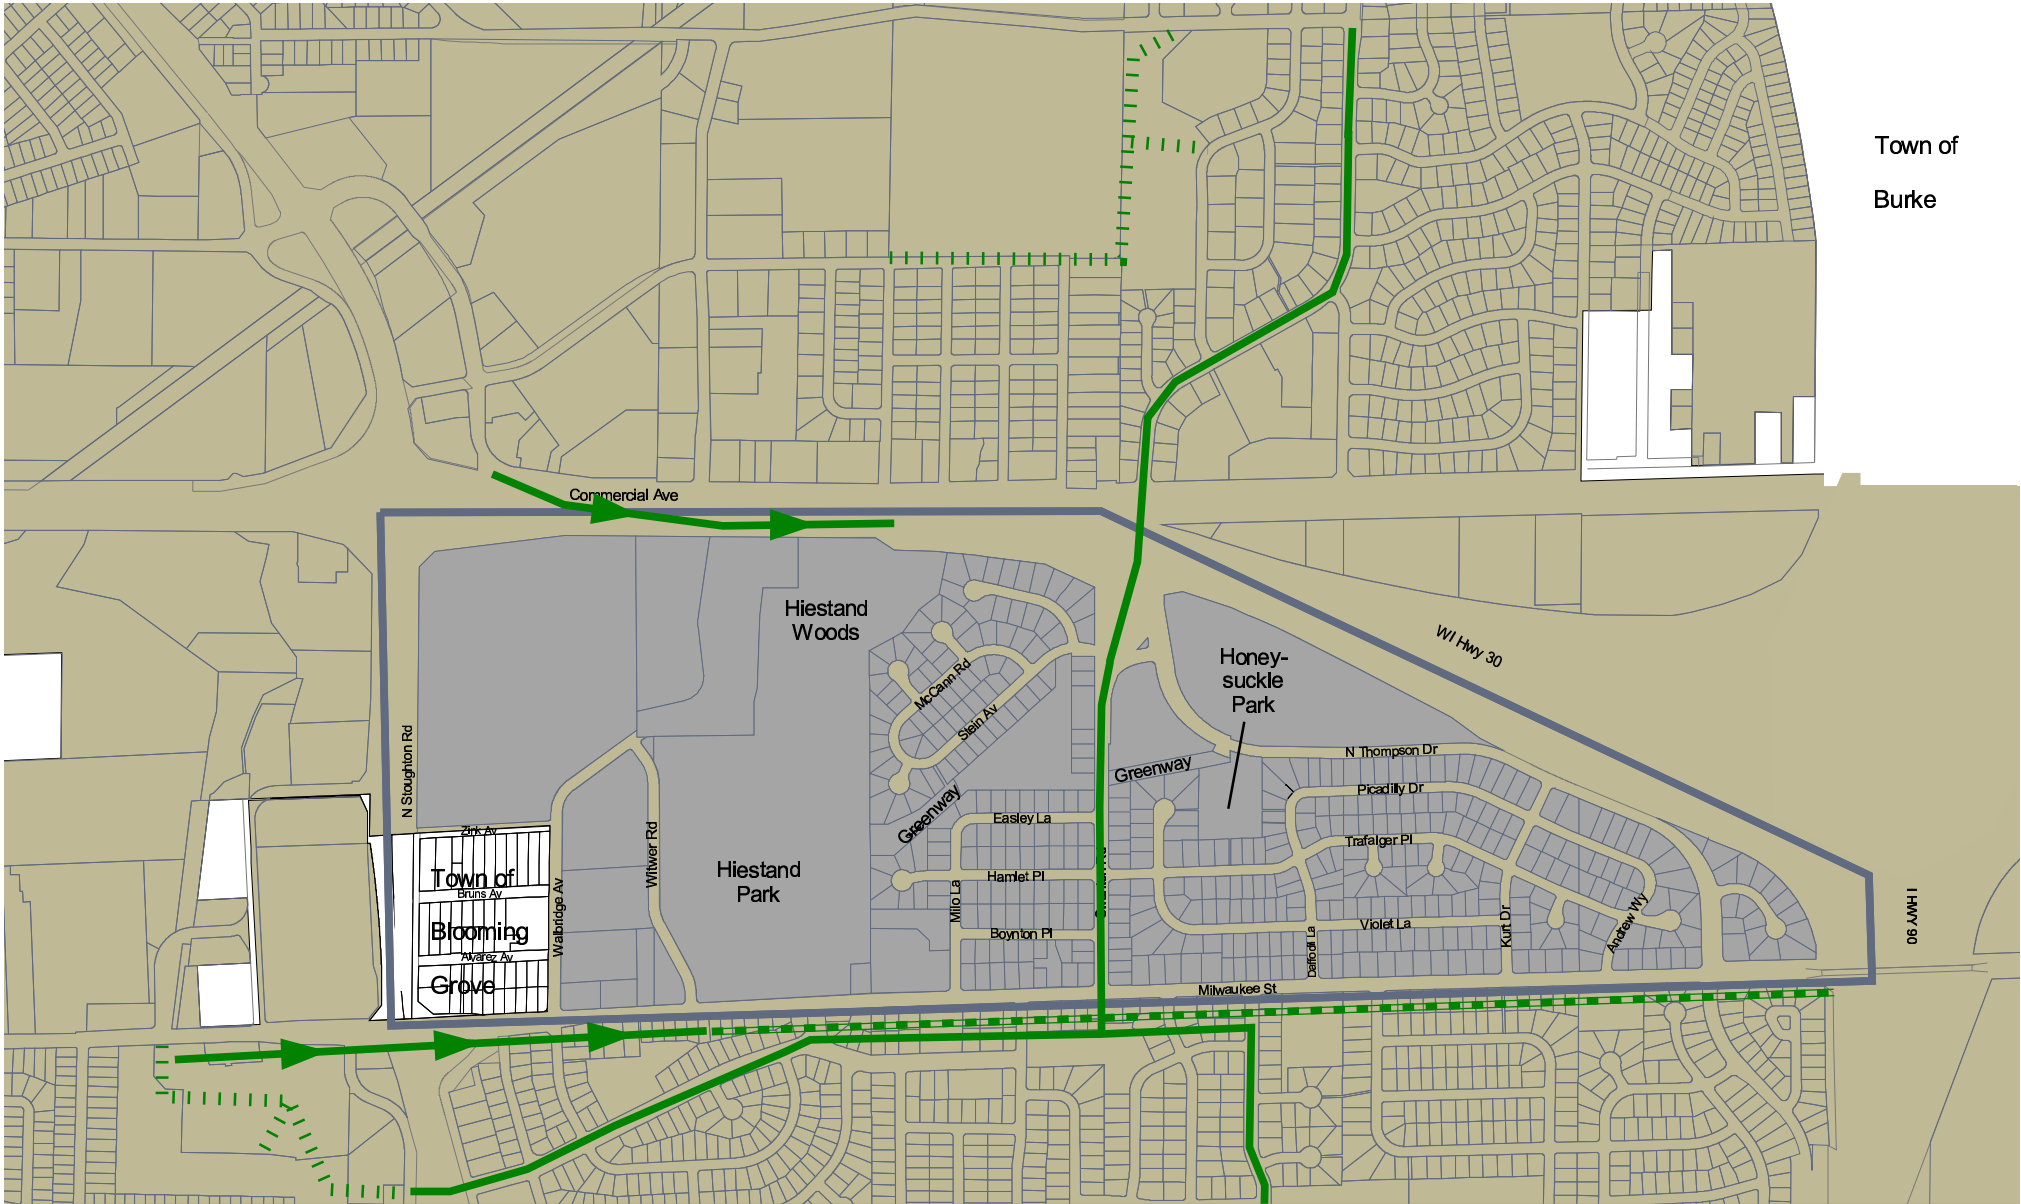 Town of
Burke
Commercial Ave
Hiestand
Woods
WI Hwy 30
Honey-
suckle
Park
McCann Rd
Stein Av
N Stoughton Rd
N Thompson Dr
Greenway
Picadilly Dr
Greenway
Easley La
Zink Av
Trafalger Pl
Witwer Rd
Hiestand
Park
Town of
Bruns Av
Hamlet Pl
Milo La
Walbridge Av
Blooming
Boynton Pl
Violet La
Kurt Dr
Andrew Wy
I HWY 90
Daffodil La
Alvarez Av
Grove
Milwaukee St